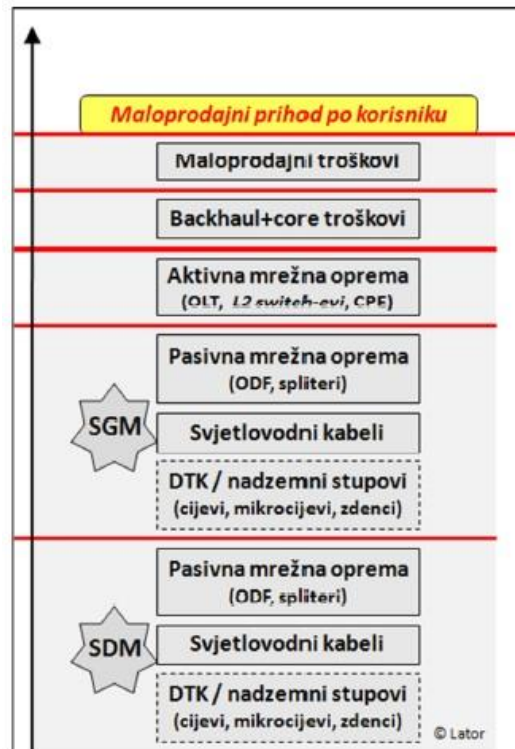 Maloprodajni prihod po korisniku
Maloprodajni troškovi
Backhaul+core troškovi
Aktivna mrežna oprema
(OLT, L2 switch-evi, CPE)
Pasivna mrežna oprema
(ODF, spliteri)
SGM
Svjetlovodni kabeli
DTK / nadzemni stupovi
(cijevi, mikrocijevi, zdenci)
Pasivna mrežna oprema
(ODF, spliteri)
SDM
Svjetlovodni kabeli
DTK / nadzemni stupovi
(cijevi, mikrocijevi, zdenci)
© Lator